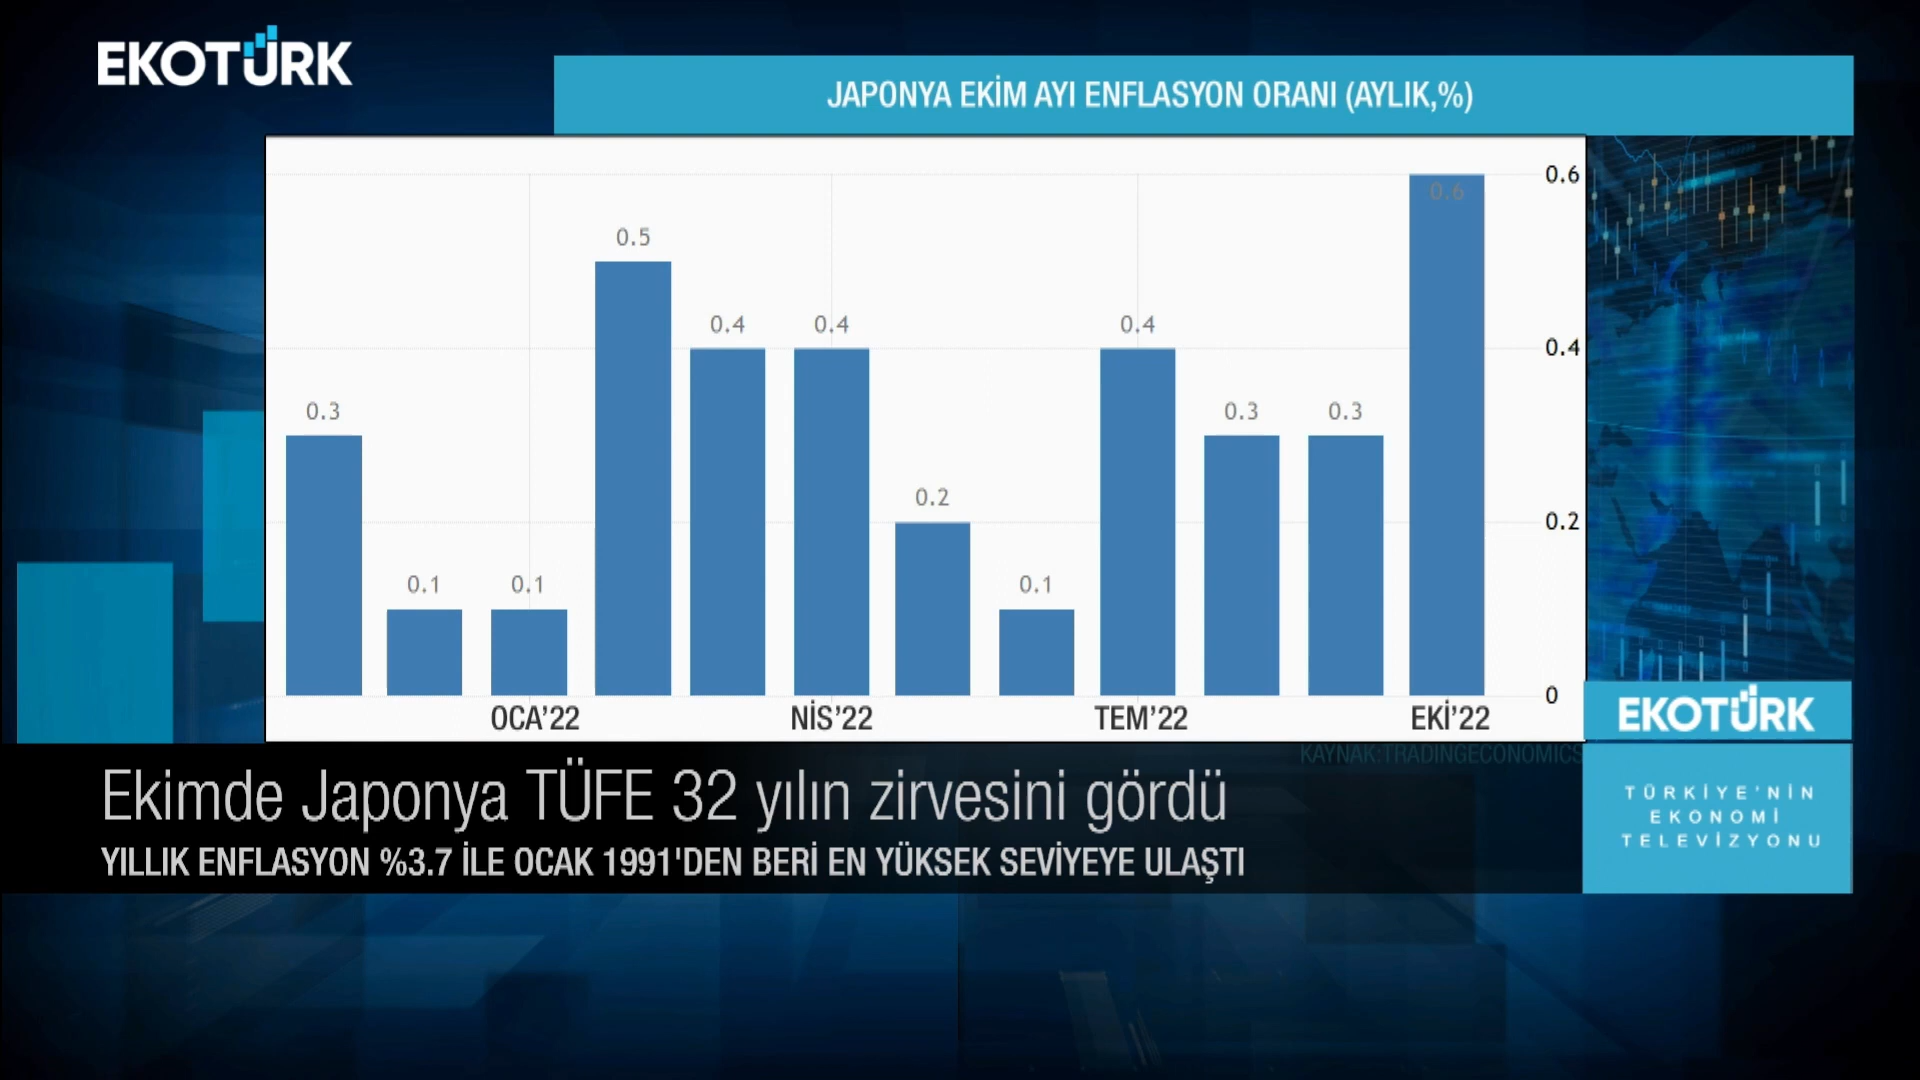 EKOTÜRK
JAPONYA EKİM AYI ENFLASYON ORANI (AYLIK,%)
0.3
0.1
0.1
0.5
0.4
0.4
0.2
0.1
0.4
0.3
0.3
0.6
0.6
0.4
0.2
0
OCA'22
NİS'22
TEM'22
EKİ'22
EKOTÜRK
KAYNAK:TRADINGECONOMICS
Ekimde Japonya TÜFE 32 yılın zirvesini gördü
YILLIK ENFLASYON %3.7 İLE OCAK 1991'DEN BERİ EN YÜKSEK SEVİYEYE ULAŞTI
TÜRKİYE'NİN
EKONOMİ
TELEVİZYONU